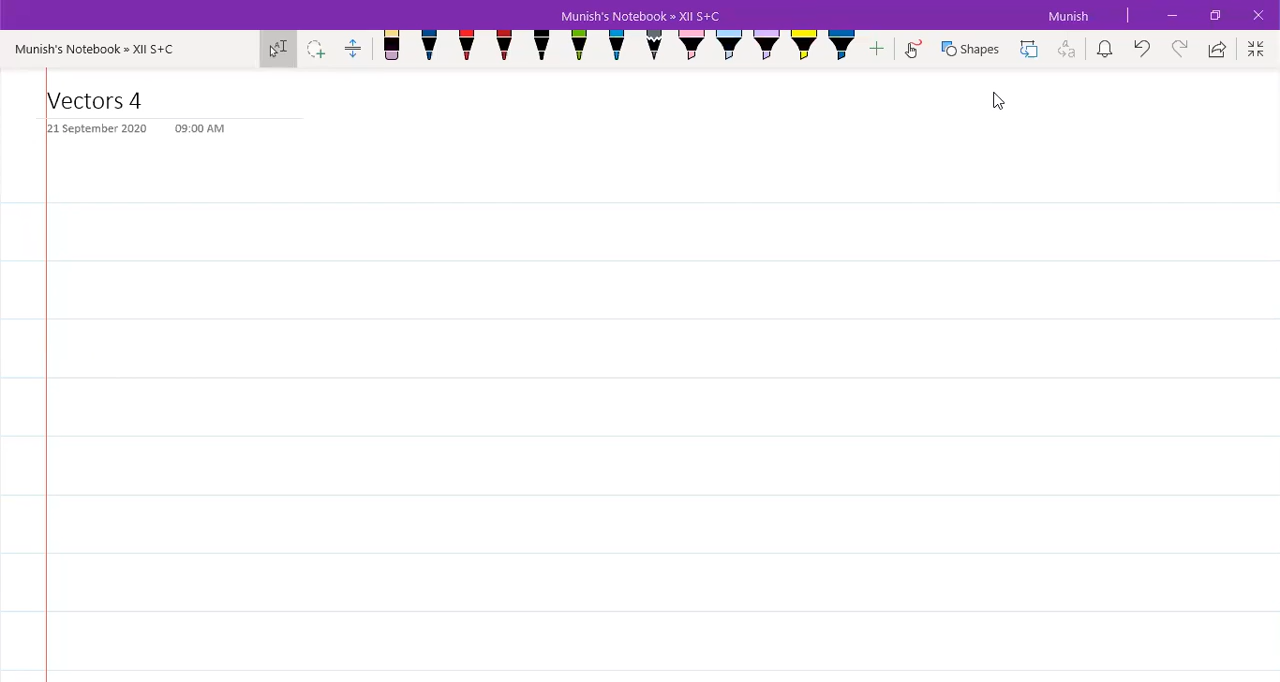 Munish's Notebook » XII S+C
Munish
Munish's Notebook » XII S+C
Shapes
Vectors 4
21 September 2020 09:00 AM